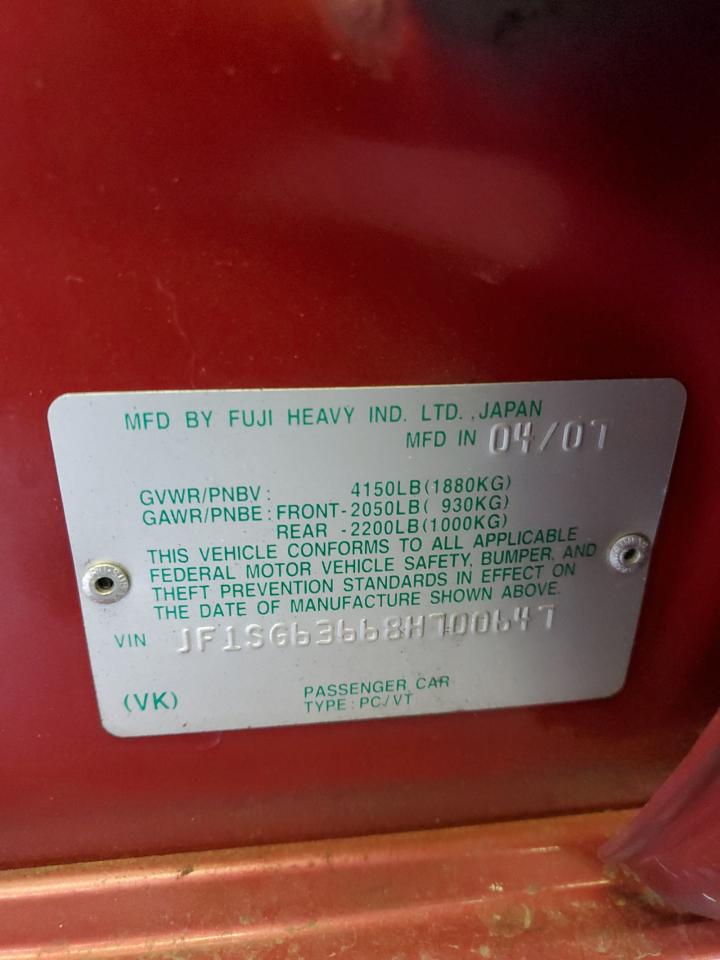 MFD BY FUJI HEAVY IND. LTD. ,JAPAN
MFD IN 04/07
GVWR/PNBV: 4150LB(1880KG)
GAWR/PNBE:FRONT-2050LB( 930KG)
REAR -2200LB(1000KG)
THIS VEHICLE CONFORMS TO ALL APPLICABLE
FEDERAL MOTOR VEHICLE SAFETY, BUMPER, AND
THEFT PREVENTION STANDARDS IN EFFECT ON
THE DATE OF MANUFACTURE SHOWN ABOVE.
VIN JF1SG63668H700647
(VK) PASSENGER CAR
TYPE:PC/VT